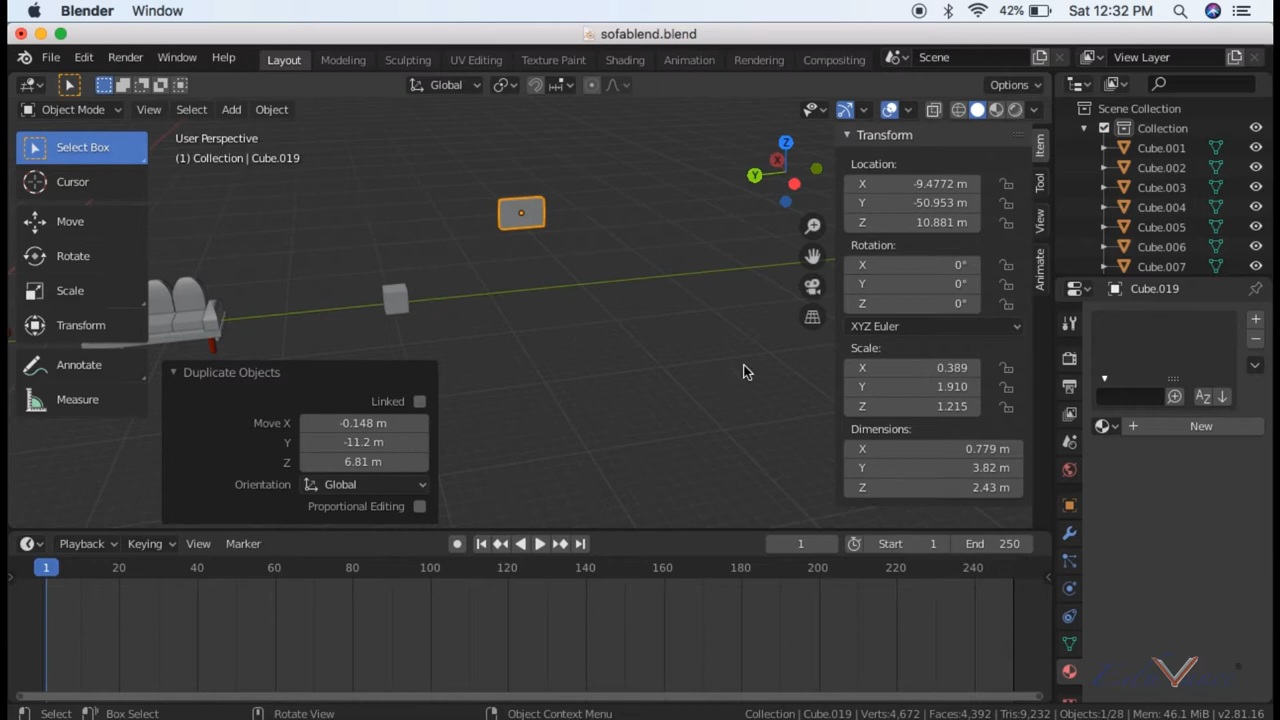 Blender Window 42% Sat 12:32 PM
sofablend.blend
File Edit Render Window Help Layout Modeling Sculpting UV Editing Texture Paint Shading Animation Rendering Compositing Scene View Layer
Global Options
Object Mode View Select Add Object
Select Box
Cursor
Move
Rotate
Scale
Transform
Annotate
Measure
User Perspective
(1) Collection | Cube.019
Z
X
Y
Duplicate Objects
Linked
Move X -0.148 m
Y -11.2 m
Z 6.81 m
Orientation Global
Proportional Editing
Transform
Location:
X -9.4772 m
Y -50.953 m
Z 10.881 m
Rotation:
X 0°
Y 0°
Z 0°
XYZ Euler
Scale:
X 0.389
Y 1.910
Z 1.215
Dimensions:
X 0.779 m
Y 3.82 m
Z 2.43 m
Item
Tool
View
Animate
Scene Collection
Collection
Cube.001
Cube.002
Cube.003
Cube.004
Cube.005
Cube.006
Cube.007
Cube.019
New
Playback Keying View Marker 1 Start 1 End 250
1 20 40 60 80 100 120 140 160 180 200 220 240
Select Box Select Rotate View Object Context Menu Collection | Cube.019 | Verts:4,672 | Faces:4,392 | Tris:9,232 | Objects:1/28 | Mem: 46.1 MiB | v2.81.16